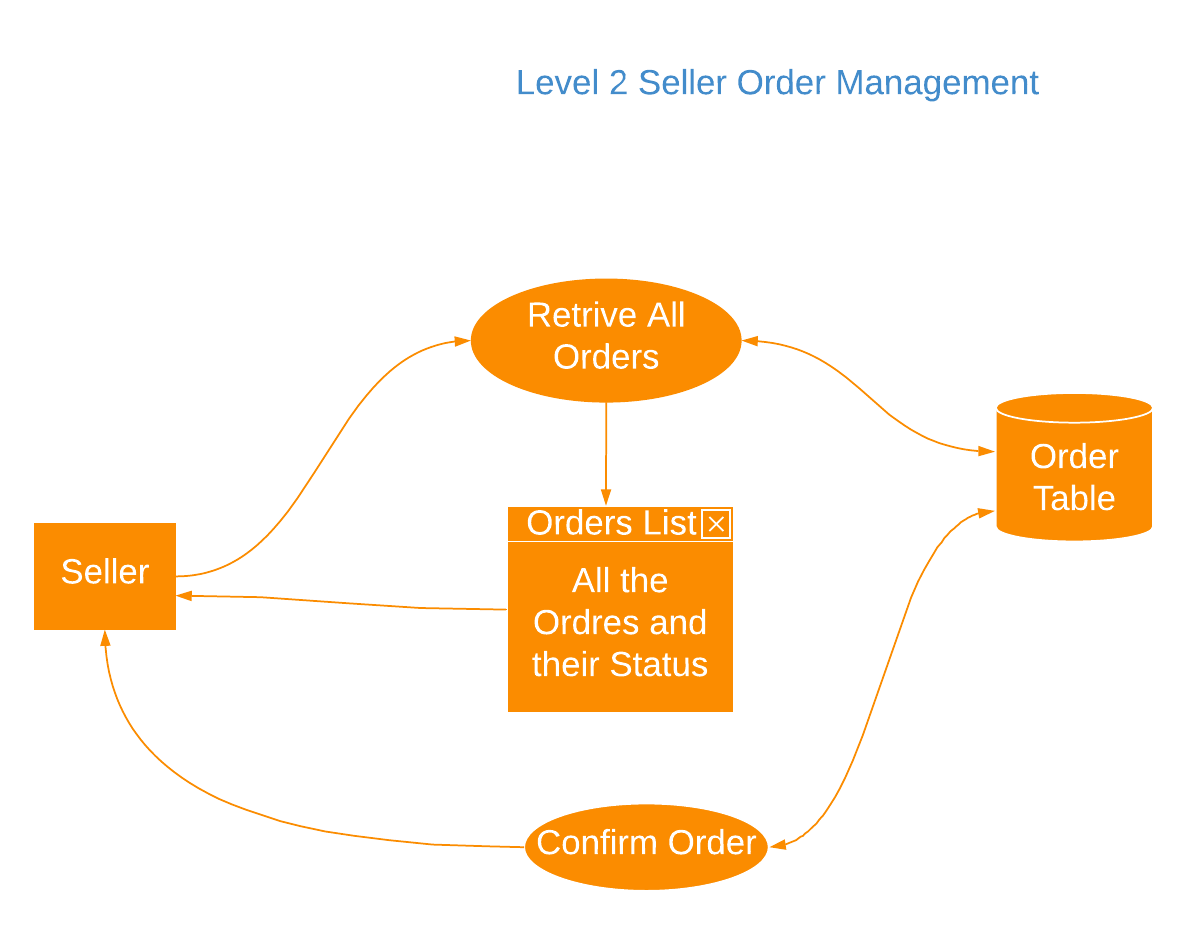 Level 2 Seller Order Management
Retrive All
Orders
Order
Table
Orders List
Seller
All the
Ordres and
their Status
Confirm Order